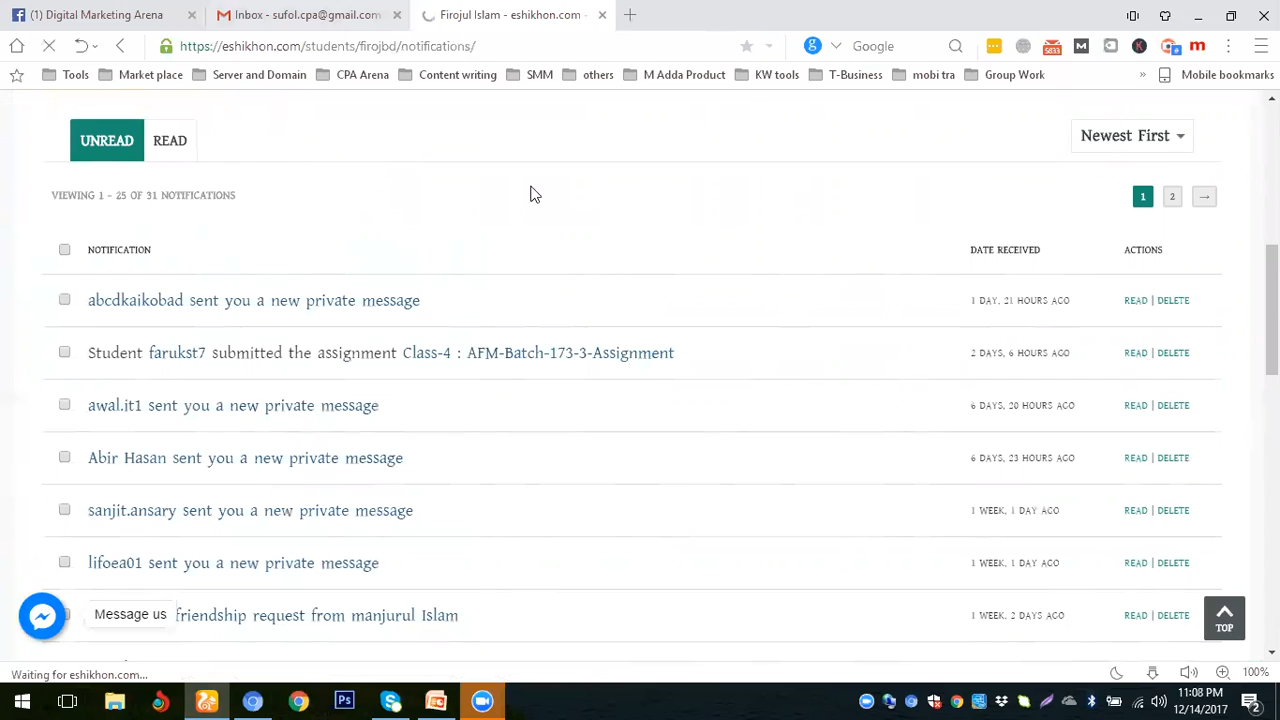 (1) Digital Marketing Arena
Inbox - sufol.cpa@gmail.com
Firojul Islam - eshikhon.com -
https://eshikhon.com/students/firojbd/notifications/
Google
5833
Tools
Market place
Server and Domain
CPA Arena
Content writing
SMM
others
M Adda Product
KW tools
T-Business
mobi tra
Group Work
Mobile bookmarks
UNREAD
READ
Newest First
VIEWING 1 - 25 OF 31 NOTIFICATIONS
1
2
→
NOTIFICATION
DATE RECEIVED
ACTIONS
abcdkaikobad sent you a new private message
1 DAY, 21 HOURS AGO
READ | DELETE
Student farukst7 submitted the assignment Class-4 : AFM-Batch-173-3-Assignment
2 DAYS, 6 HOURS AGO
READ | DELETE
awal.it1 sent you a new private message
6 DAYS, 20 HOURS AGO
READ | DELETE
Abir Hasan sent you a new private message
6 DAYS, 23 HOURS AGO
READ | DELETE
sanjit.ansary sent you a new private message
1 WEEK, 1 DAY AGO
READ | DELETE
lifoea01 sent you a new private message
1 WEEK, 1 DAY AGO
READ | DELETE
Message us
friendship request from manjurul Islam
1 WEEK, 2 DAYS AGO
READ | DELETE
TOP
Waiting for eshikhon.com...
100%
11:08 PM
12/14/2017
2